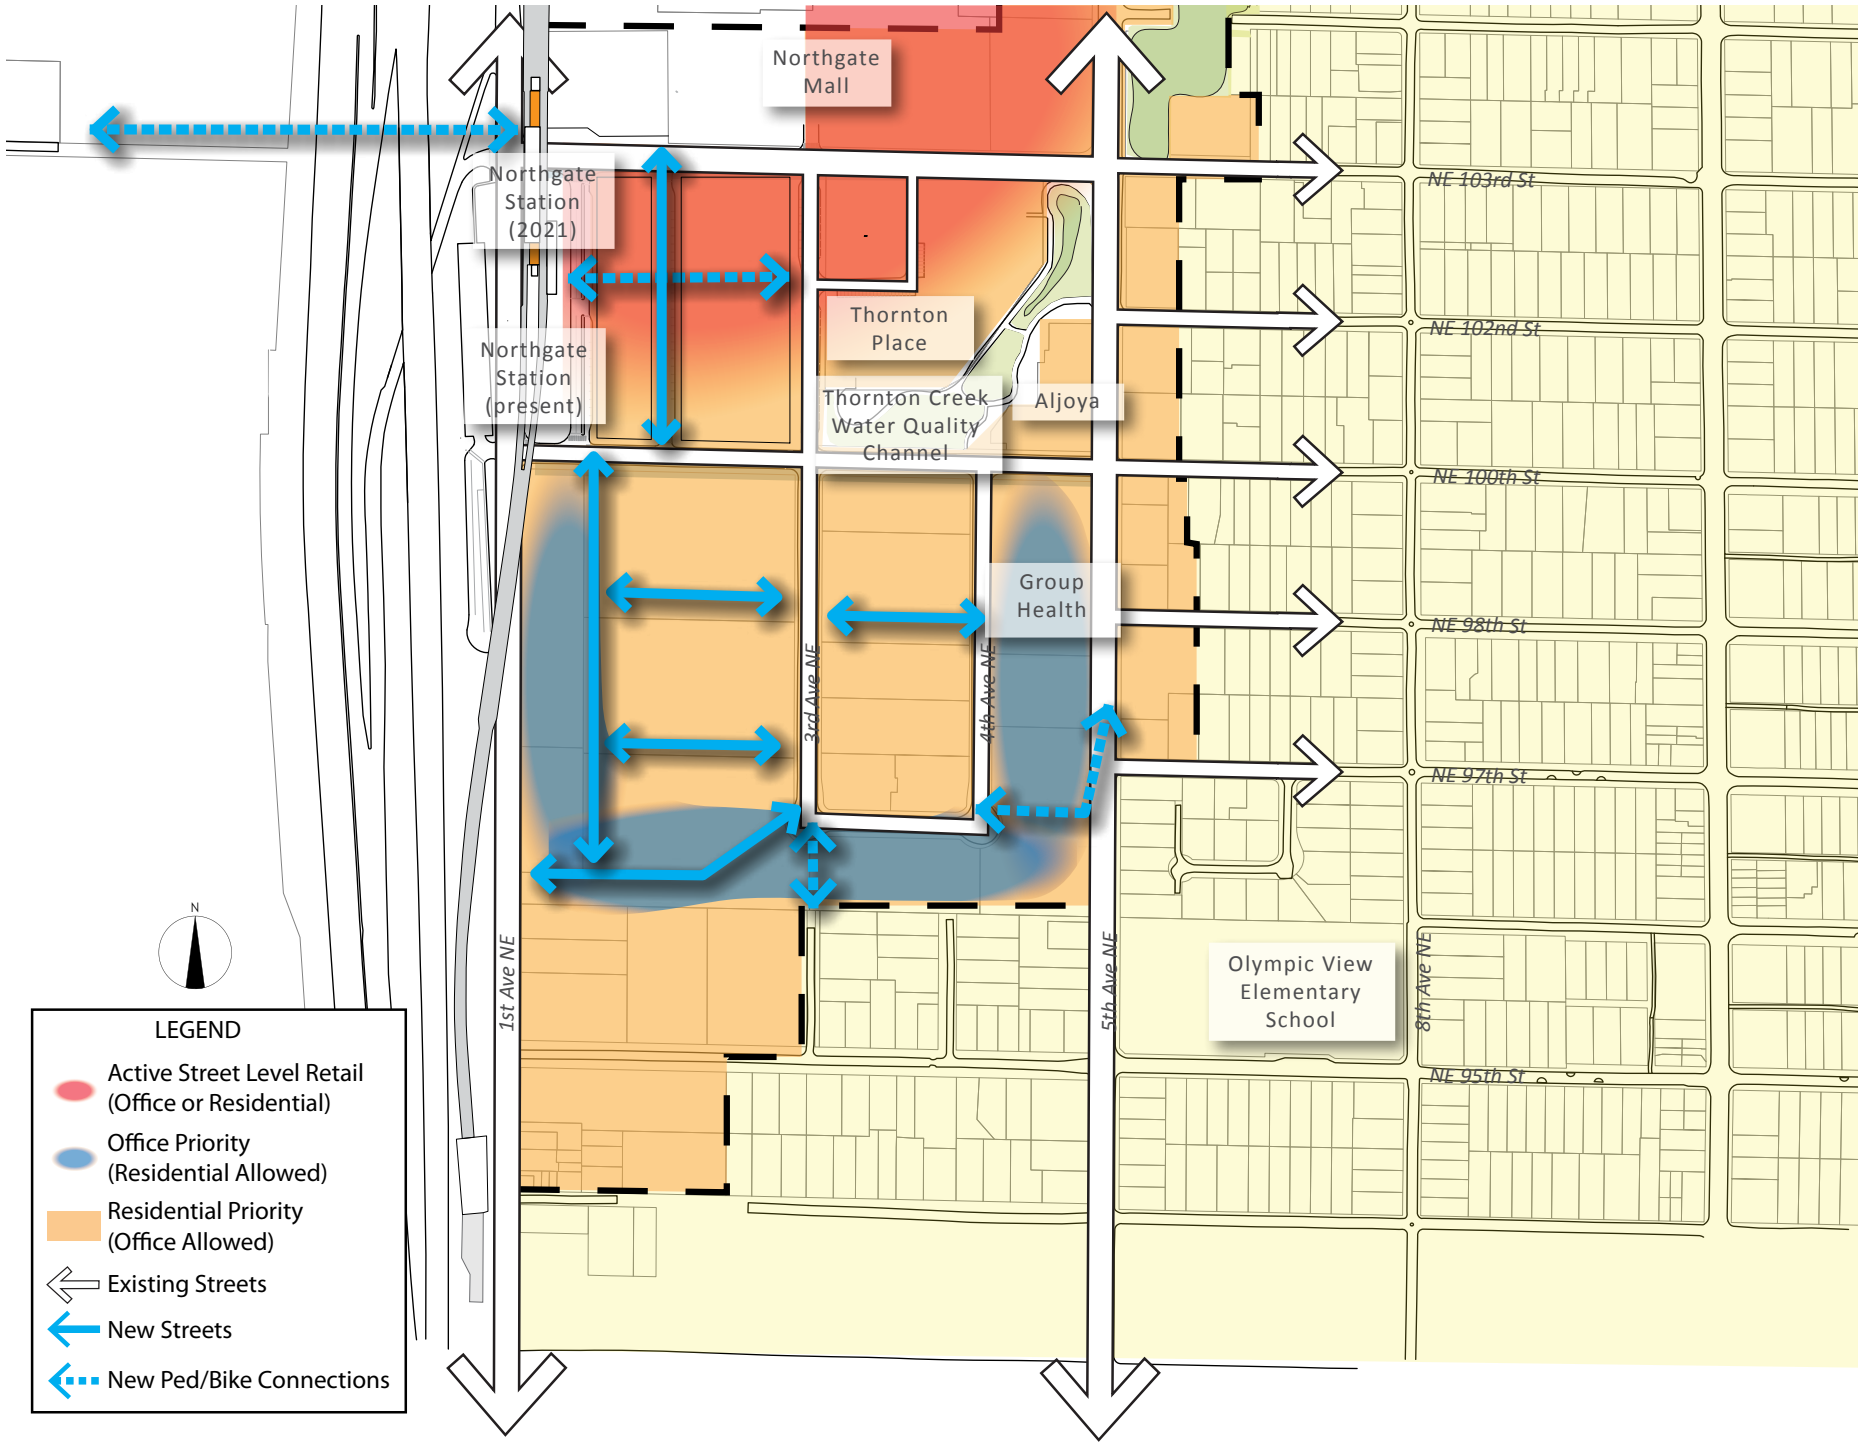 Northgate
Mall
Northgate
Station
(2021)
NE 103rd St
Northgate
Station
(present)
Thornton
Place
NE 102nd St
Thornton Creek
Water Quality
Channel
Aljoya
NE 100th St
Group
Health
NE 98th St
3rd Ave NE
4th Ave NE
NE 97th St
N
1st Ave NE
5th Ave NE
Olympic View
Elementary
School
8th Ave NE
NE 95th St
LEGEND
Active Street Level Retail
(Office or Residential)
Office Priority
(Residential Allowed)
Residential Priority
(Office Allowed)
Existing Streets
New Streets
New Ped/Bike Connections